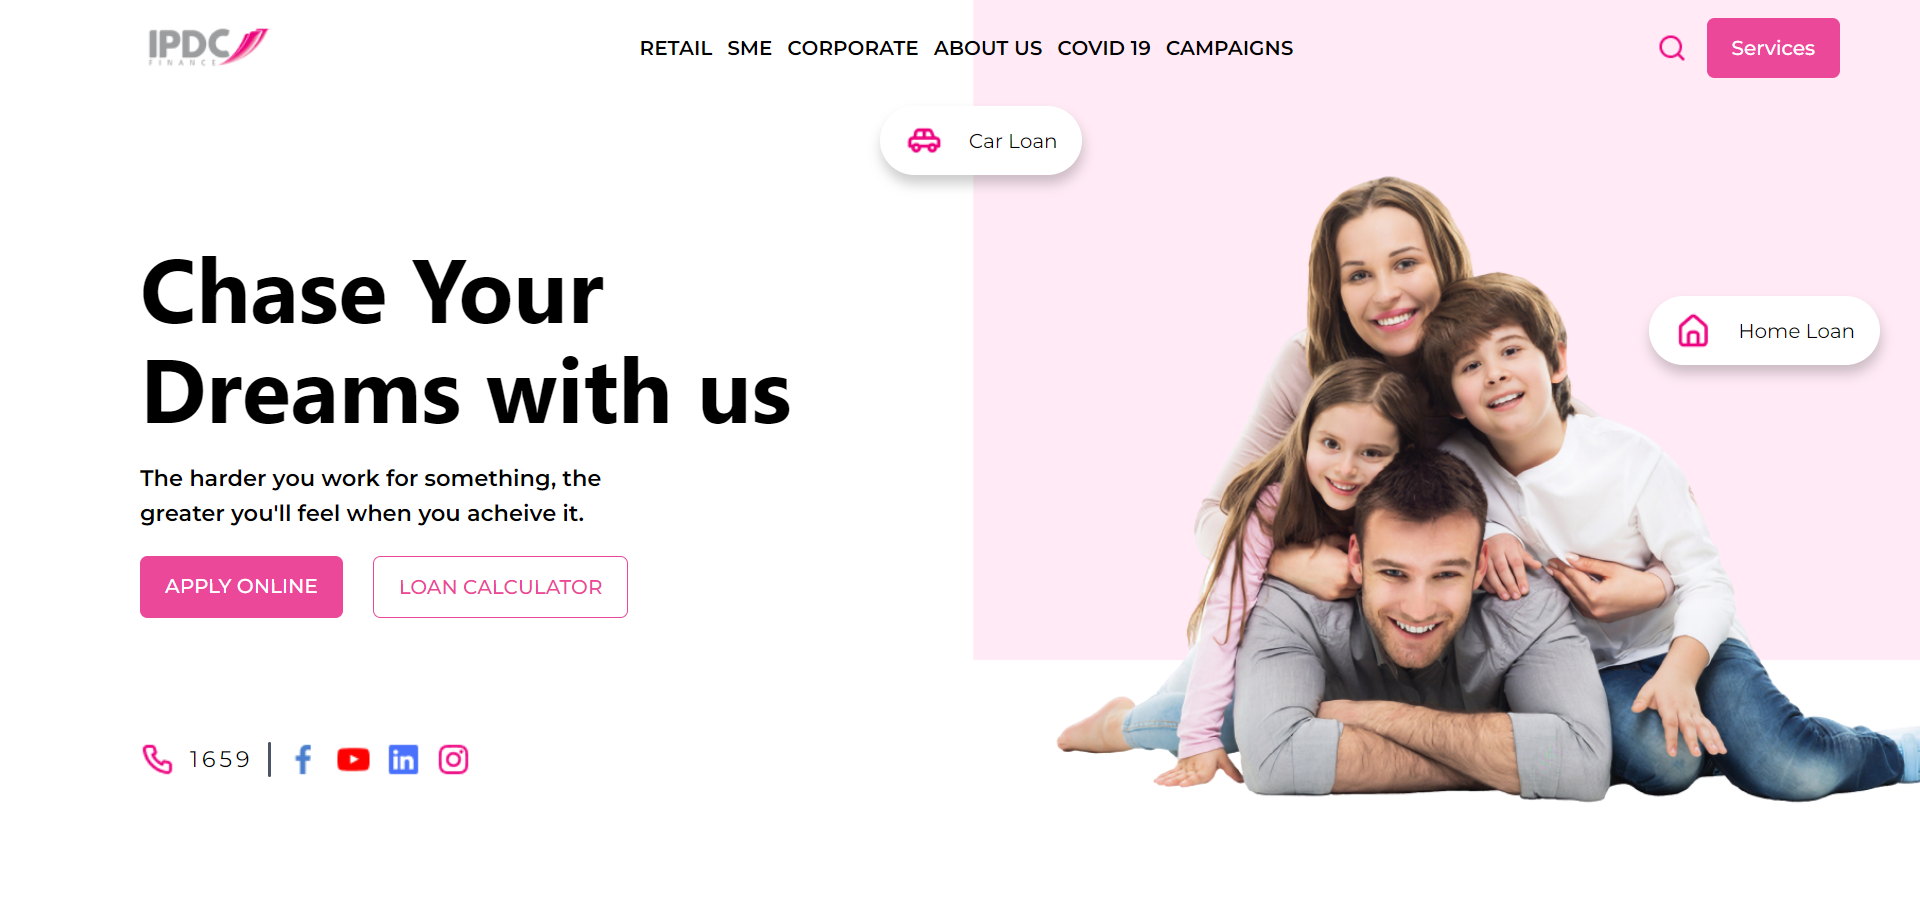 IPDC
FINANCE
RETAIL SME CORPORATE ABOUT US COVID 19 CAMPAIGNS
Services
Car Loan
Home Loan
Chase Your
Dreams with us
The harder you work for something, the
greater you'll feel when you acheive it.
APPLY ONLINE
LOAN CALCULATOR
1659